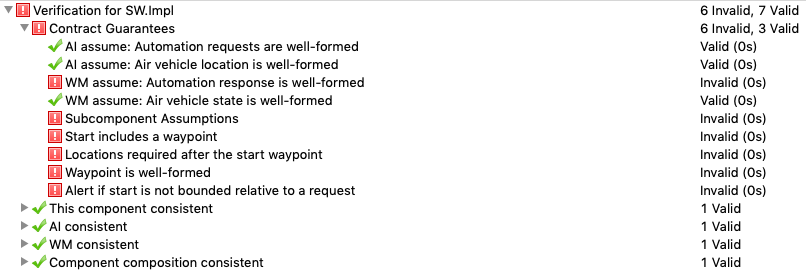 Verification for SW.Impl 6 Invalid, 7 Valid
Contract Guarantees 6 Invalid, 3 Valid
AI assume: Automation requests are well-formed Valid (0s)
AI assume: Air vehicle location is well-formed Valid (0s)
WM assume: Automation response is well-formed Invalid (0s)
WM assume: Air vehicle state is well-formed Valid (0s)
Subcomponent Assumptions Invalid (0s)
Start includes a waypoint Invalid (0s)
Locations required after the start waypoint Invalid (0s)
Waypoint is well-formed Invalid (0s)
Alert if start is not bounded relative to a request Invalid (0s)
This component consistent 1 Valid
AI consistent 1 Valid
WM consistent 1 Valid
Component composition consistent 1 Valid